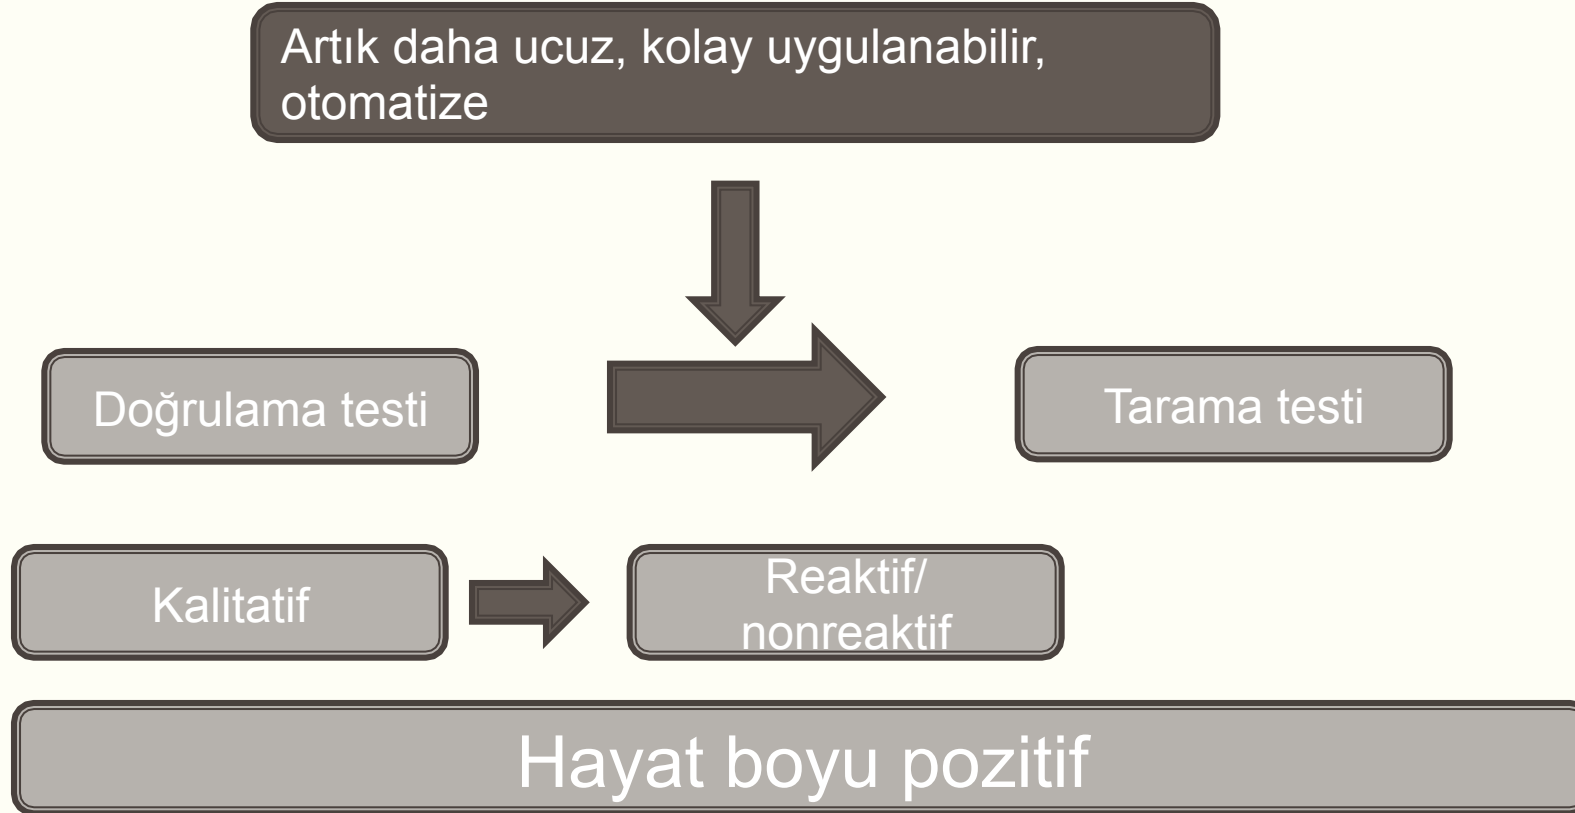 Artık daha ucuz, kolay uygulanabilir,
otomatize
Doğrulama testi
Tarama testi
Kalitatif
Reaktif/
nonreaktif
Hayat boyu pozitif